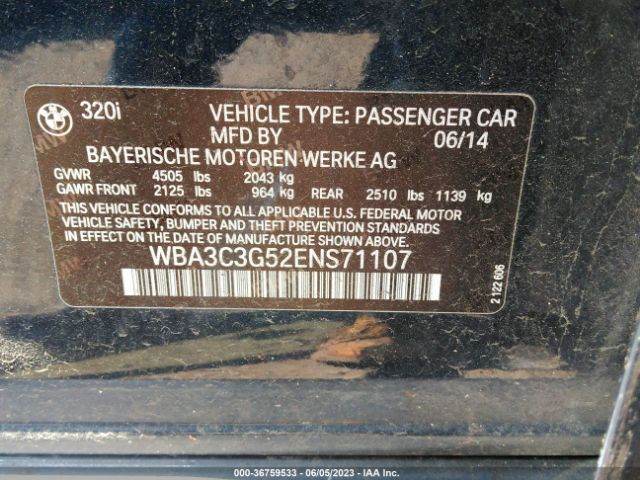 320i VEHICLE TYPE: PASSENGER CAR
MFD BY 06/14
BAYERISCHE MOTOREN WERKE AG
GVWR 4505 lbs 2043 kg
GAWR FRONT 2125 lbs 964 kg REAR 2510 lbs 1139 kg
THIS VEHICLE CONFORMS TO ALL APPLICABLE U.S. FEDERAL MOTOR
VEHICLE SAFETY, BUMPER AND THEFT PREVENTION STANDARDS
IN EFFECT ON THE DATE OF MANUFACTURE SHOWN ABOVE.
WBA3C3G52ENS71107
2 122 606
000-36759533 - 06/05/2023 - IAA Inc.